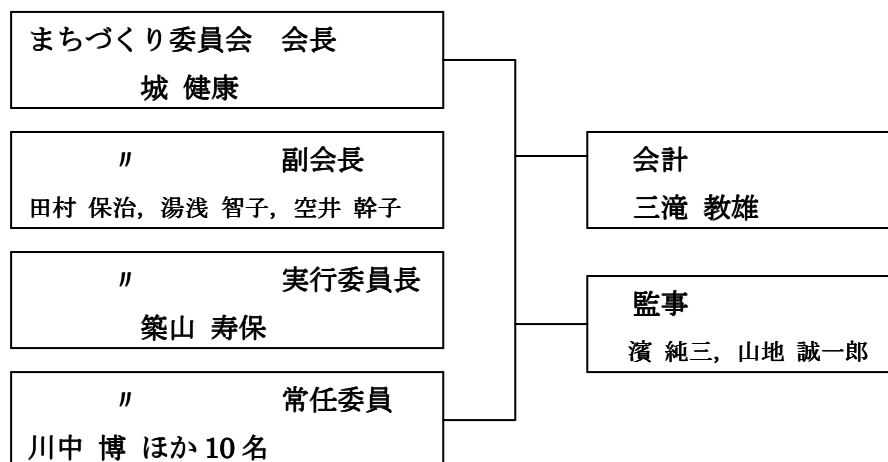 まちづくり委員会　会長
城 健康
〃　副会長
田村 保治, 湯浅 智子, 空井 幹子
〃　実行委員長
築山 寿保
〃　常任委員
川中 博 ほか 10 名
会計
三滝 教雄
監事
濱 純三, 山地 誠一郎